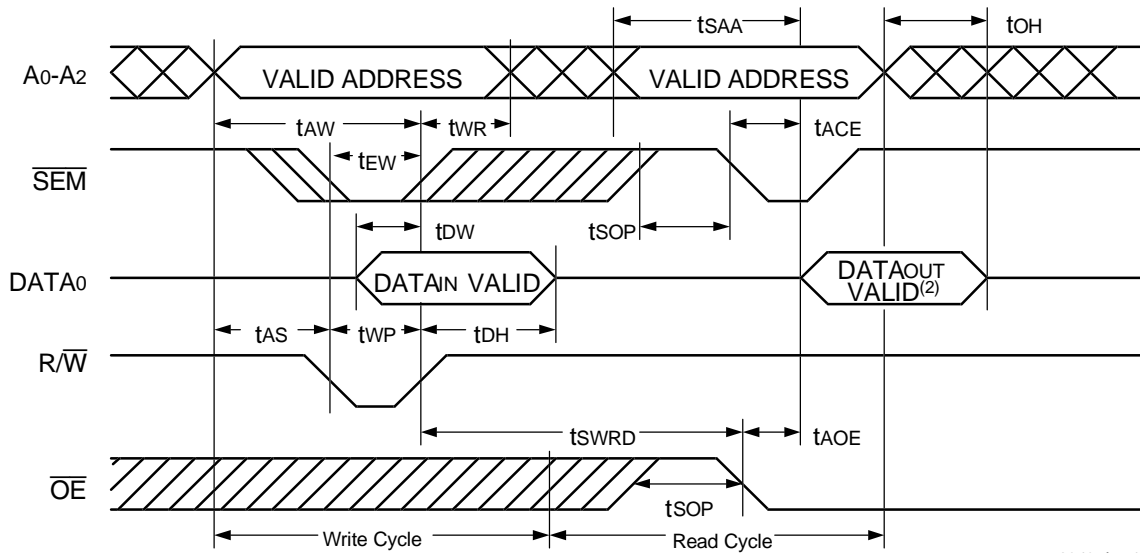 tSAA tOH
A0-A2 VALID ADDRESS VALID ADDRESS
tAW tWR tACE
tEW
SEM
tDW tSOP
DATA0 DATAIN VALID DATAOUT
VALID(2)
tAS tWP tDH
R/W
tSWRD tAOE
OE
tSOP
Write Cycle Read Cycle